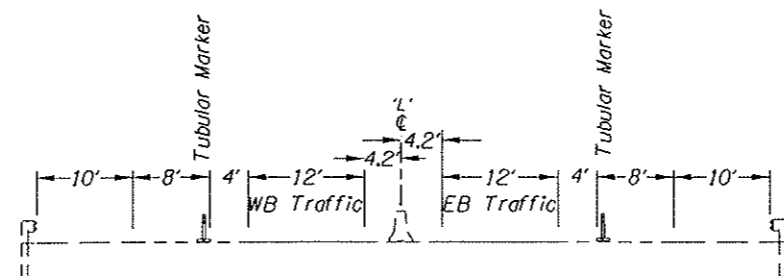 Tubular Marker
Tubular Marker
'L'
℄
4.2'
4.2'
10' 8' 4' 12' 12' 4' 8' 10'
WB Traffic EB Traffic